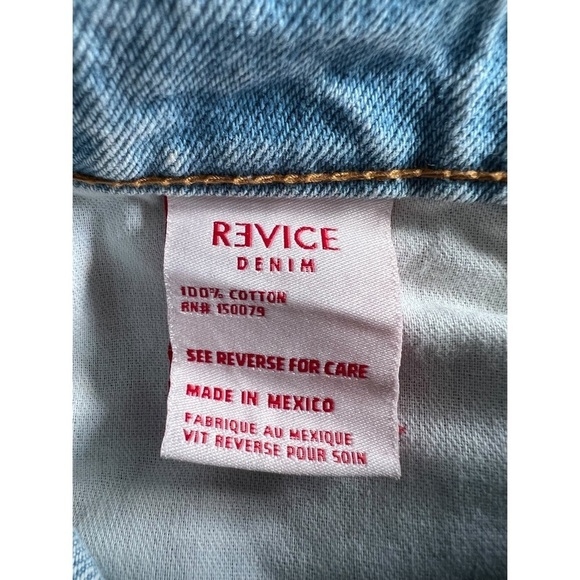 RƎVICE
DENIM
100% COTTON
RN# 150079
SEE REVERSE FOR CARE
MADE IN MEXICO
FABRIQUE AU MEXIQUE
VIT REVERSE POUR SOIN